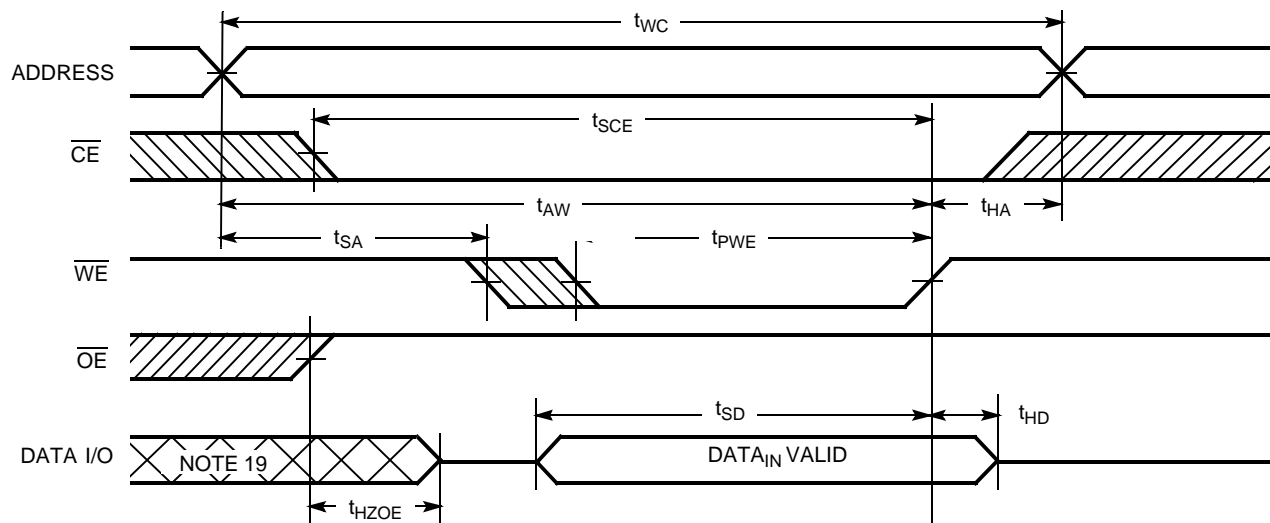 tWC
ADDRESS
tSCE
CE
tAW
tHA
tSA
tPWE
WE
OE
tSD
tHD
DATA I/O
NOTE 19
DATAIN VALID
tHZOE